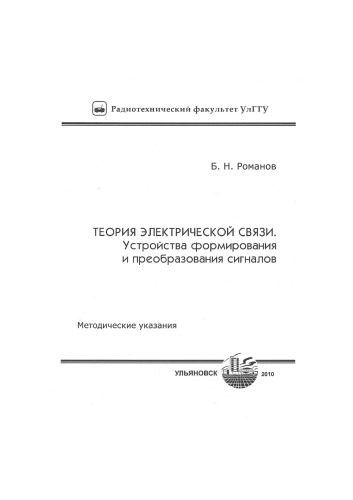 Радиотехнический факультет УлГТУ
Б. Н. Романов
ТЕОРИЯ ЭЛЕКТРИЧЕСКОЙ СВЯЗИ.
Устройства формирования
и преобразования сигналов
Методические указания
УЛЬЯНОВСК 2010